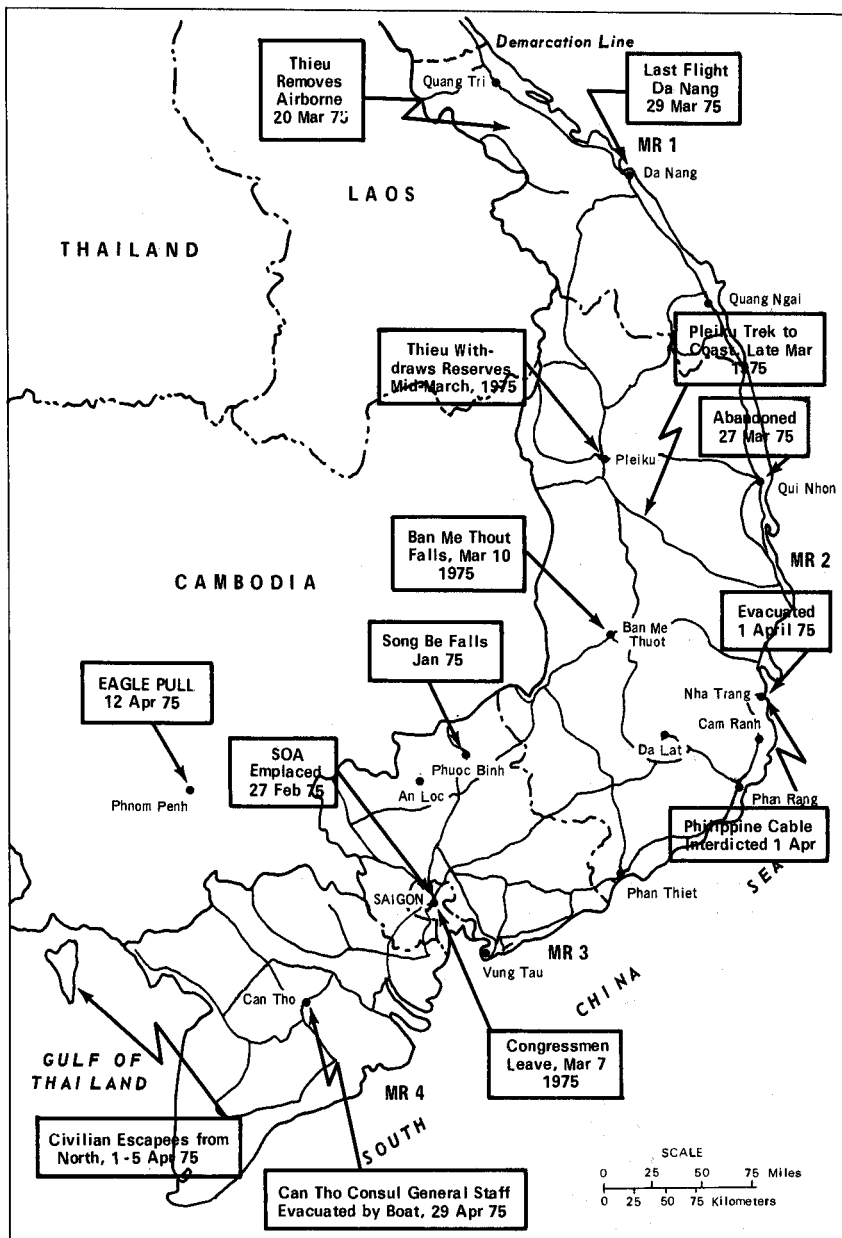 Demarcation Line
Thieu
Removes
Airborne
20 Mar 75
Quang Tri
Last Flight
Da Nang
29 Mar 75
MR 1
Da Nang
LAOS
THAILAND
Quang Ngai
Pleiku Trek to
Coast, Late Mar
1975
Thieu With-
draws Reserves
Mid-March, 1975
Abandoned
27 Mar 75
Pleiku
Qui Nhon
Ban Me Thout
Falls, Mar 10
1975
MR 2
CAMBODIA
Evacuated
1 April 75
Ban Me
Thuot
Song Be Falls
Jan 75
EAGLE PULL
12 Apr 75
Nha Trang
Cam Ranh
SOA
Emplaced
27 Feb 75
Da Lat
Phuoc Binh
An Loc
Phnom Penh
Phan Rang
Philippine Cable
Interdicted 1 Apr
SEA
Phan Thiet
SAIGON
MR 3
Vung Tau
CHINA
Can Tho
Congressmen
Leave, Mar 7
1975
GULF OF
THAILAND
MR 4
SOUTH
Civilian Escapees from
North, 1-5 Apr 75
Can Tho Consul General Staff
Evacuated by Boat, 29 Apr 75
SCALE
0 25 50 75 Miles
0 25 50 75 Kilometers